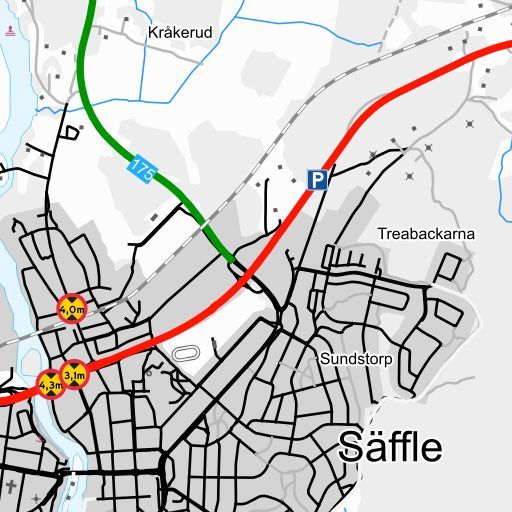 Kråkerud
175
P
Treabackarna
4,0m
Sundstorp
3,1m
4,3m
Säffle